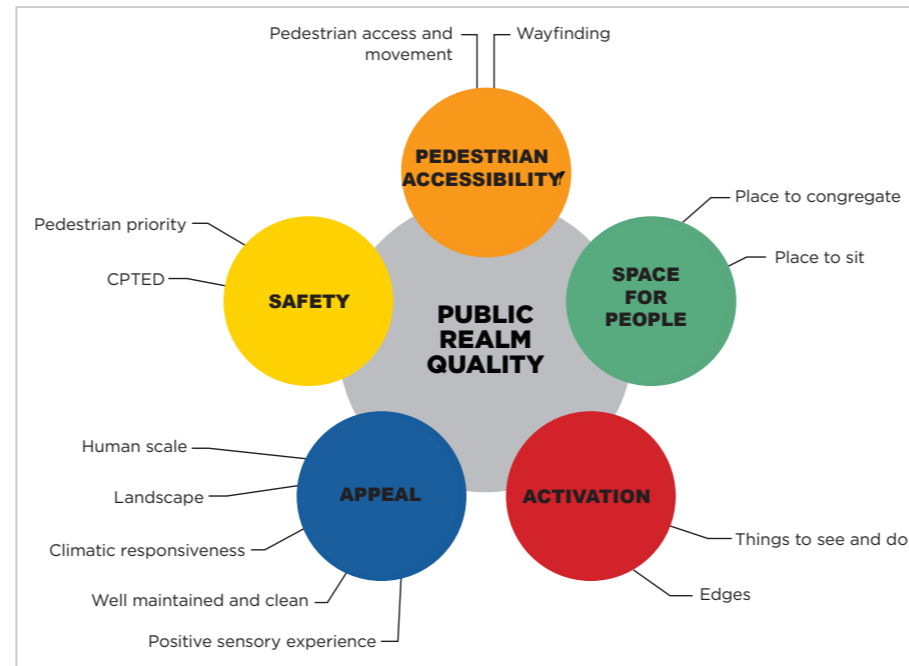 Pedestrian access and
movement
Wayfinding
PEDESTRIAN
ACCESSIBILITY
Place to congregate
Place to sit
SPACE
FOR
PEOPLE
Pedestrian priority
CPTED
SAFETY
PUBLIC
REALM
QUALITY
Human scale
Landscape
Climatic responsiveness
Well maintained and clean
Positive sensory experience
APPEAL
ACTIVATION
Things to see and do
Edges